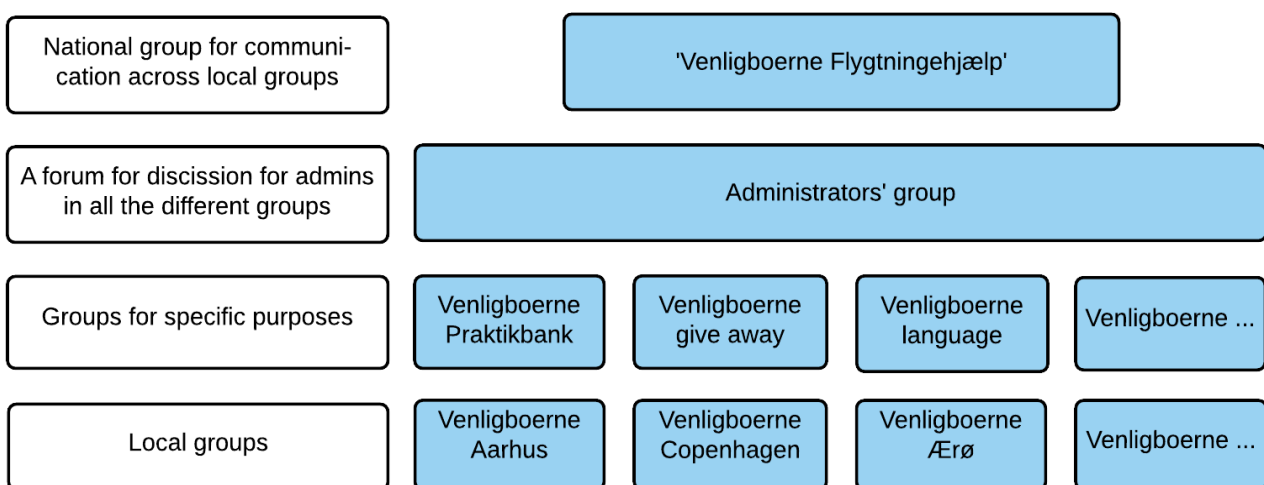 National group for communi-
cation across local groups
'Venligboerne Flygtningehjælp'
A forum for discission for admins
in all the different groups
Administrators' group
Groups for specific purposes
Venligboerne
Praktikbank
Venligboerne
give away
Venligboerne
language
Venligboerne ...
Local groups
Venligboerne
Aarhus
Venligboerne
Copenhagen
Venligboerne
Ærø
Venligboerne ...